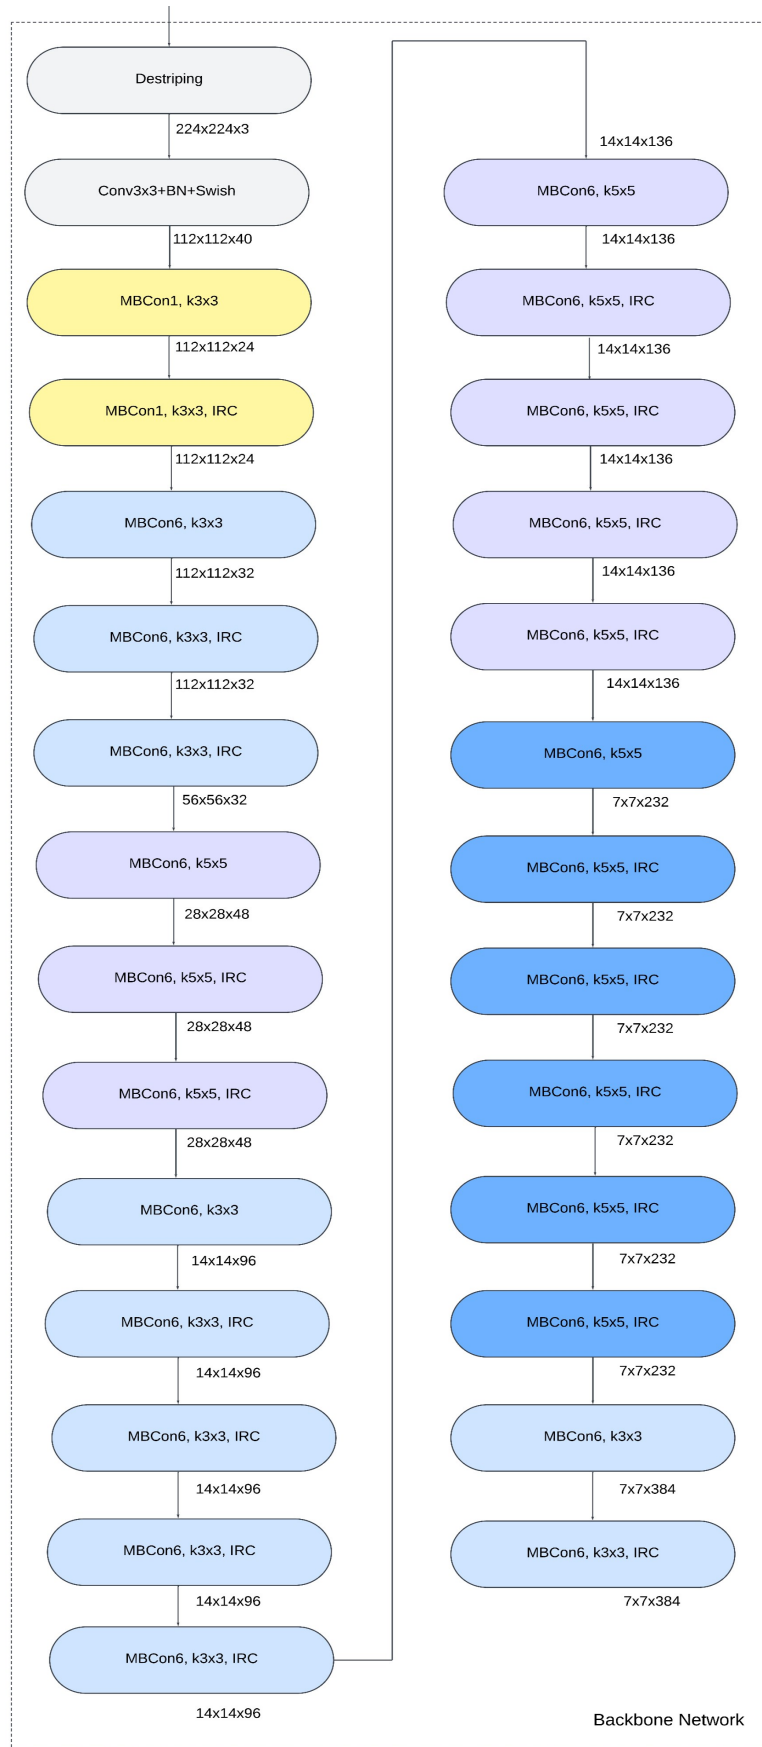 Destriping
224x224x3
Conv3x3+BN+Swish
112x112x40
MBCon1, k3x3
112x112x24
MBCon1, k3x3, IRC
112x112x24
MBCon6, k3x3
112x112x32
MBCon6, k3x3, IRC
112x112x32
MBCon6, k3x3, IRC
56x56x32
MBCon6, k5x5
28x28x48
MBCon6, k5x5, IRC
28x28x48
MBCon6, k5x5, IRC
28x28x48
MBCon6, k3x3
14x14x96
MBCon6, k3x3, IRC
14x14x96
MBCon6, k3x3, IRC
14x14x96
MBCon6, k3x3, IRC
14x14x96
MBCon6, k3x3, IRC
14x14x96
14x14x136
MBCon6, k5x5
14x14x136
MBCon6, k5x5, IRC
14x14x136
MBCon6, k5x5, IRC
14x14x136
MBCon6, k5x5, IRC
14x14x136
MBCon6, k5x5, IRC
14x14x136
MBCon6, k5x5
7x7x232
MBCon6, k5x5, IRC
7x7x232
MBCon6, k5x5, IRC
7x7x232
MBCon6, k5x5, IRC
7x7x232
MBCon6, k5x5, IRC
7x7x232
MBCon6, k5x5, IRC
7x7x232
MBCon6, k3x3
7x7x384
MBCon6, k3x3, IRC
7x7x384
Backbone Network